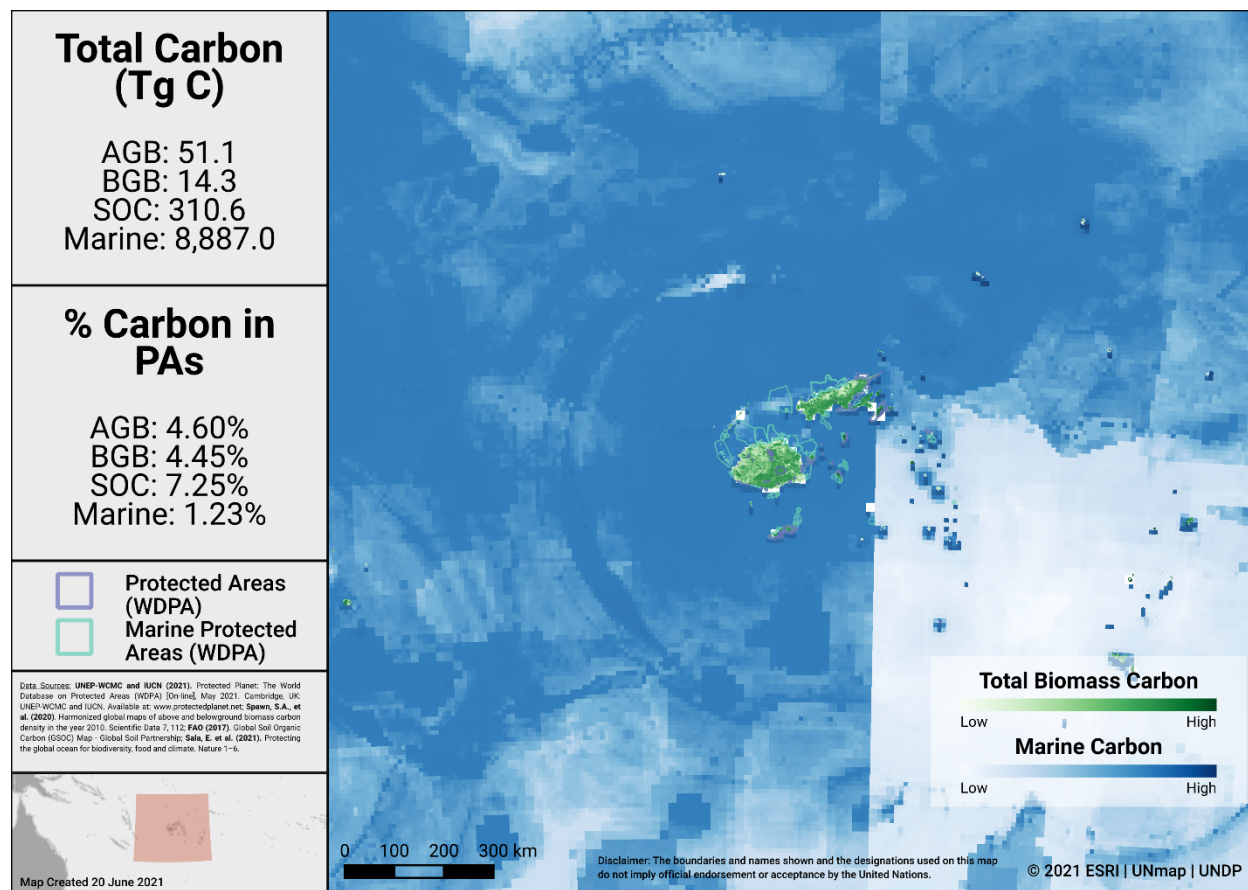 Total Carbon
(Tg C)
AGB: 51.1
BGB: 14.3
SOC: 310.6
Marine: 8,887.0
% Carbon in
PAs
AGB: 4.60%
BGB: 4.45%
SOC: 7.25%
Marine: 1.23%
Protected Areas
(WDPA)
Marine Protected
Areas (WDPA)
Data Sources: UNEP-WCMC and IUCN (2021). Protected Planet: The World
Database on Protected Areas (WDPA) [On-line], May 2021. Cambridge, UK:
UNEP-WCMC and IUCN. Available at: www.protectedplanet.net; Spawn, S.A., et
al. (2020). Harmonized global maps of above and belowground biomass carbon
density in the year 2010. Scientific Data 7, 112; FAO (2017). Global Soil Organic
Carbon (GSOC) Map - Global Soil Partnership; Sala, E. et al. (2021). Protecting
the global ocean for biodiversity, food and climate. Nature 1–6.
Map Created 20 June 2021
Total Biomass Carbon
Low High
Marine Carbon
Low High
0 100 200 300 km
Disclaimer: The boundaries and names shown and the designations used on this map
do not imply official endorsement or acceptance by the United Nations.
© 2021 ESRI | UNmap | UNDP